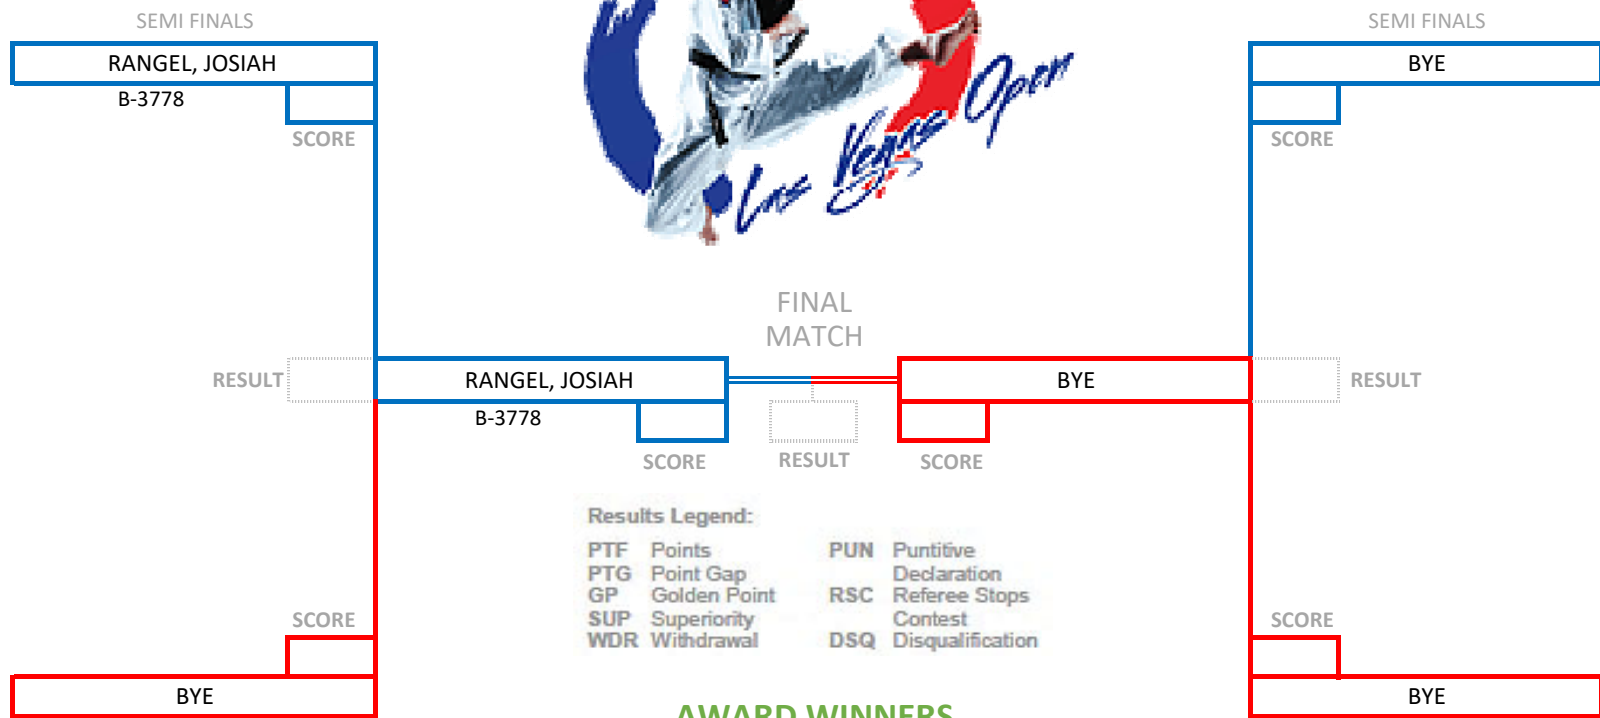 SEMI FINALS
SEMI FINALS
RANGEL, JOSIAH
BYE
B-3778
SCORE
SCORE
Las Vegas Open
FINAL
MATCH
RESULT
RANGEL, JOSIAH
BYE
RESULT
B-3778
SCORE
RESULT
SCORE
Results Legend:
PTF Points
PUN Puntitive
Declaration
PTG Point Gap
GP Golden Point
RSC Referee Stops
Contest
SUP Superiority
WDR Withdrawal
DSQ Disqualification
SCORE
SCORE
BYE
BYE
AWARD WINNERS